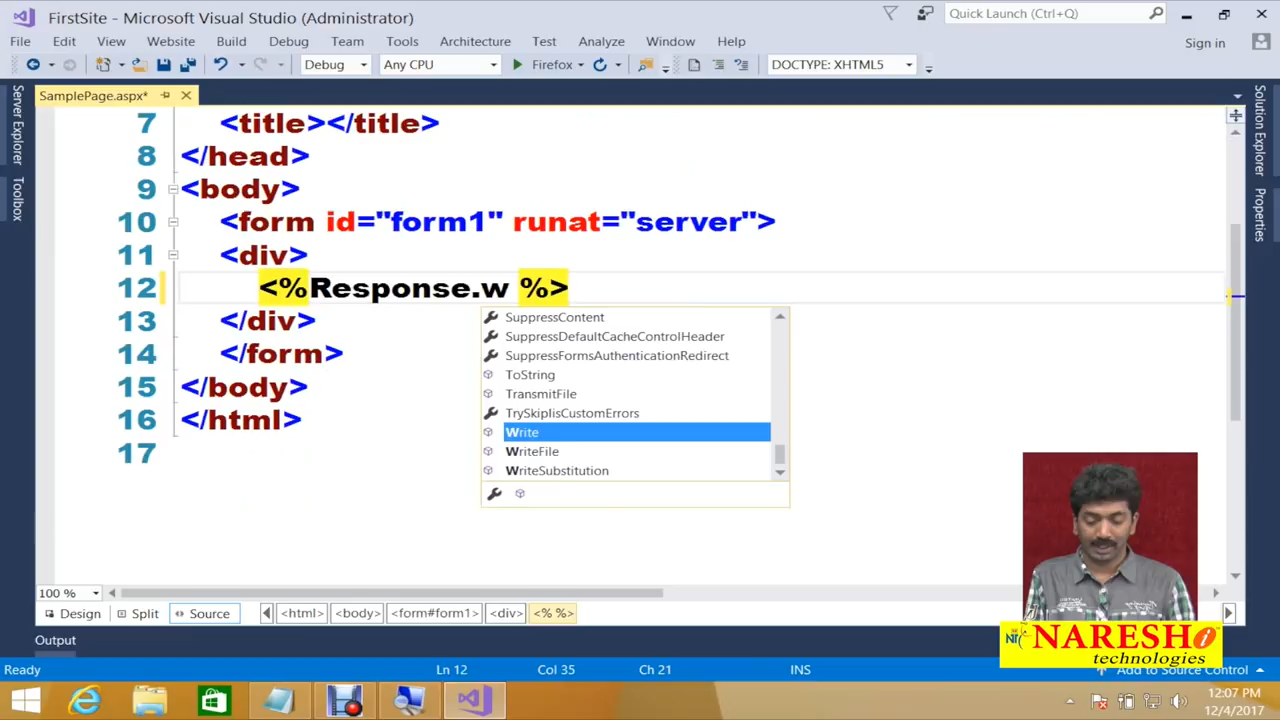 FirstSite - Microsoft Visual Studio (Administrator)
Quick Launch (Ctrl+Q)
File Edit View Website Build Debug Team Tools Architecture Test Analyze Window Help
Sign in
Debug Any CPU Firefox DOCTYPE: XHTML5
SamplePage.aspx*
Server Explorer
Toolbox
Solution Explorer
Properties
7 <title></title>
8 </head>
9 <body>
10 <form id="form1" runat="server">
11 <div>
12 <%Response.w %>
13 </div>
14 </form>
15 </body>
16 </html>
17
SuppressContent
SuppressDefaultCacheControlHeader
SuppressFormsAuthenticationRedirect
ToString
TransmitFile
TrySkipIisCustomErrors
Write
WriteFile
WriteSubstitution
100 %
Design Split Source <html> <body> <form#form1> <div> <% %>
Output
NARESH i
technologies
Ready Ln 12 Col 35 Ch 21 INS Add to Source Control
12:07 PM
12/4/2017